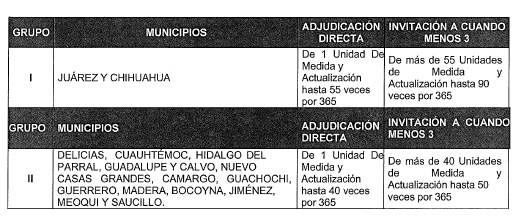 GRUPO MUNICIPIOS ADJUDICACIÓN DIRECTA INVITACIÓN A CUANDO MENOS 3
I
JUÁREZ Y CHIHUAHUA
De 1 Unidad De
Medida y
Actualización
hasta 55 veces
por 365
De más de 55 Unidades
de Medida y
Actualización hasta 90
veces por 365
GRUPO MUNICIPIOS ADJUDICACIÓN DIRECTA INVITACIÓN A CUANDO MENOS 3
II
DELICIAS, CUAUHTÉMOC, HIDALGO DEL
PARRAL, GUADALUPE Y CALVO, NUEVO
CASAS GRANDES, CAMARGO, GUACHOCHI,
GUERRERO, MADERA, BOCOYNA, JIMÉNEZ,
MEOQUI Y SAUCILLO.
De 1 Unidad De
Medida y
Actualización
hasta 40 veces
por 365
De más de 40 Unidades
de Medida y
Actualización hasta 50
veces por 365